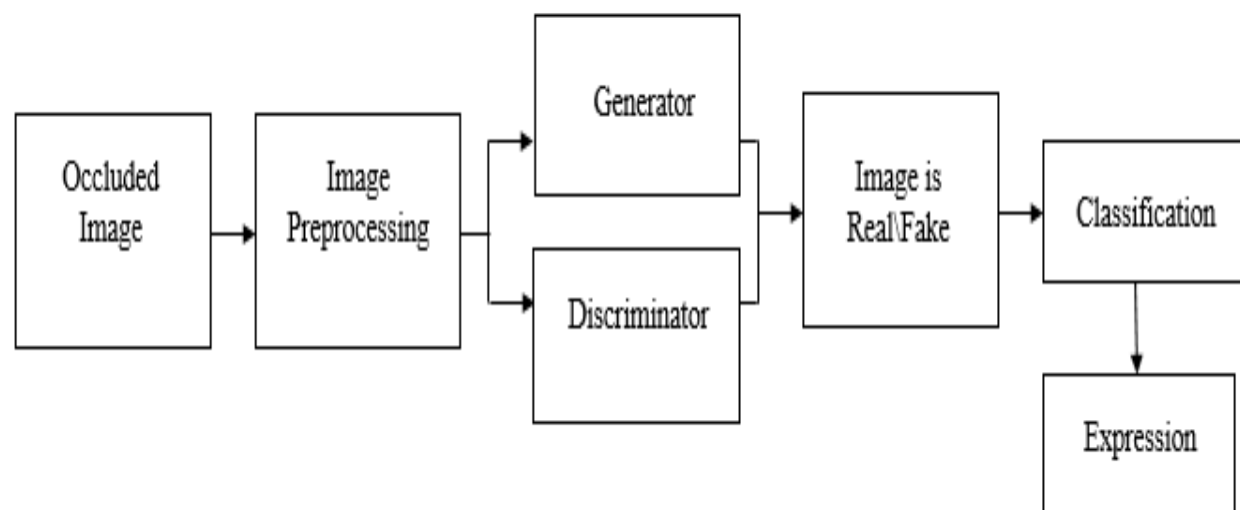 Occluded
Image
Image
Preprocessing
Generator
Discriminator
Image is
Real\Fake
Classification
Expression